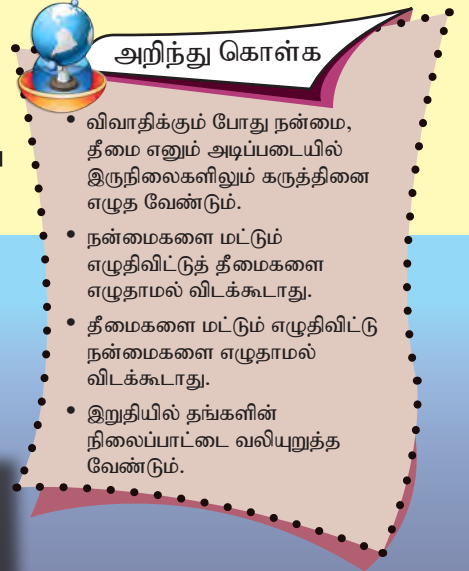 அறிந்து கொள்க
• விவாதிக்கும் போது நன்மை,
தீமை எனும் அடிப்படையில்
இருநிலைகளிலும் கருத்தினை
எழுத வேண்டும்.
• நன்மைகளை மட்டும்
எழுதிவிட்டுத் தீமைகளை
எழுதாமல் விடக்கூடாது.
• தீமைகளை மட்டும் எழுதிவிட்டு
நன்மைகளை எழுதாமல்
விடக்கூடாது.
• இறுதியில் தங்களின்
நிலைப்பாட்டை வலியுறுத்த
வேண்டும்.